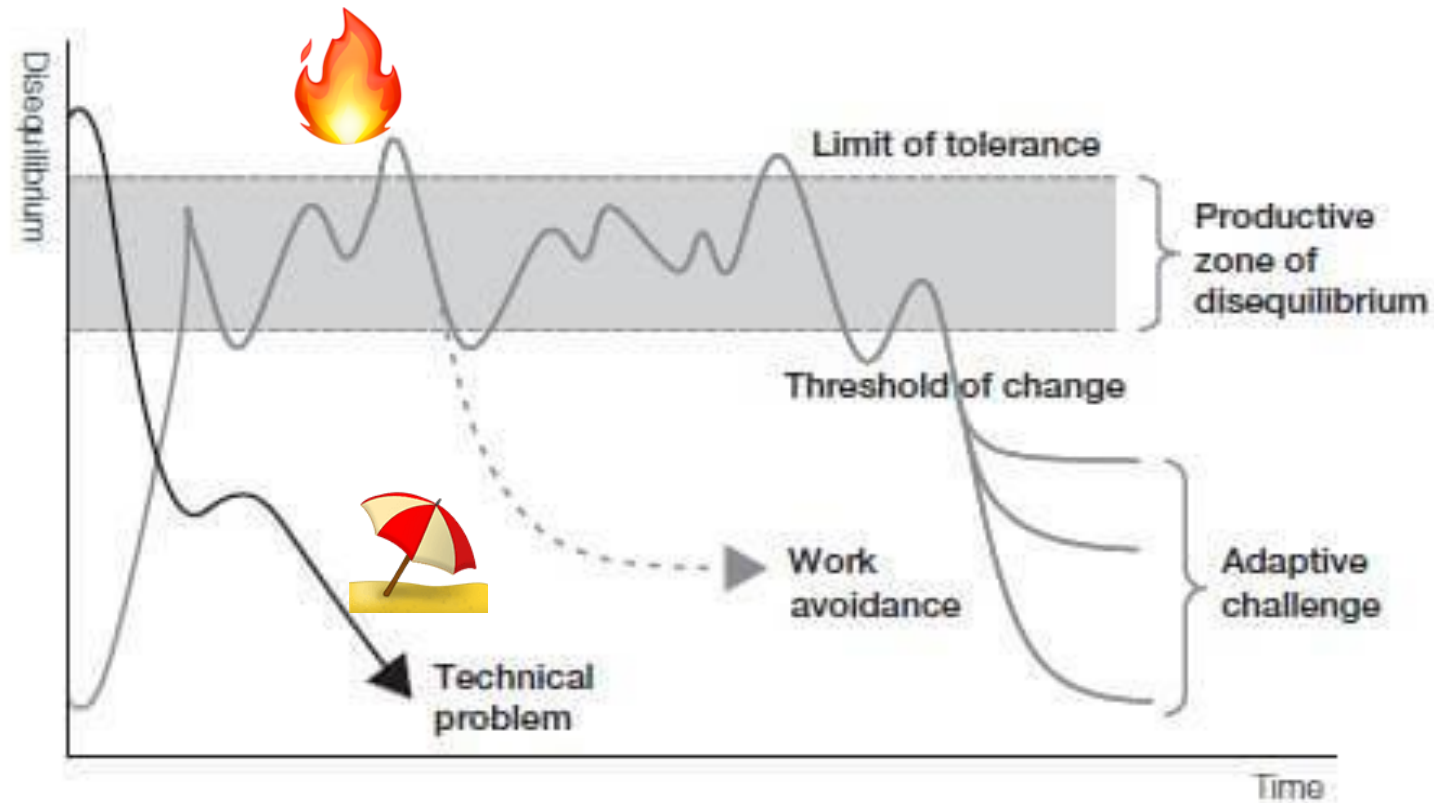 Disequilibrium
Limit of tolerance
Productive
zone of
disequilibrium
Threshold of change
Work
avoidance
Adaptive
challenge
Technical
problem
Time